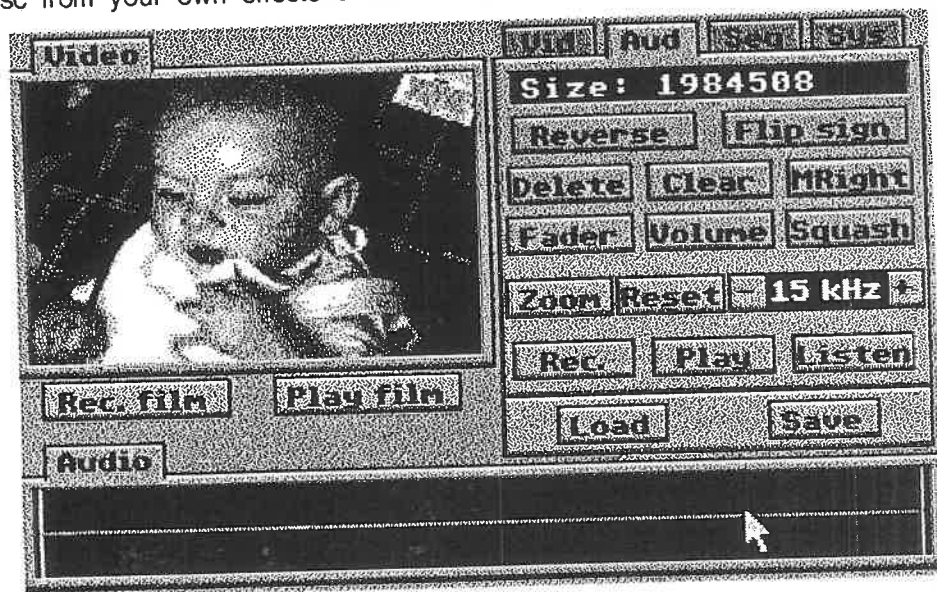 sc from your own effects
Video
Vid Aud Seq Sys
Size: 1984508
Reverse Flip sign
Delete Clear MRight
Fader Volume Squash
Zoom Reset - 15 kHz +
Rec. Play Listen
Rec. film Play film
Load Save
Audio